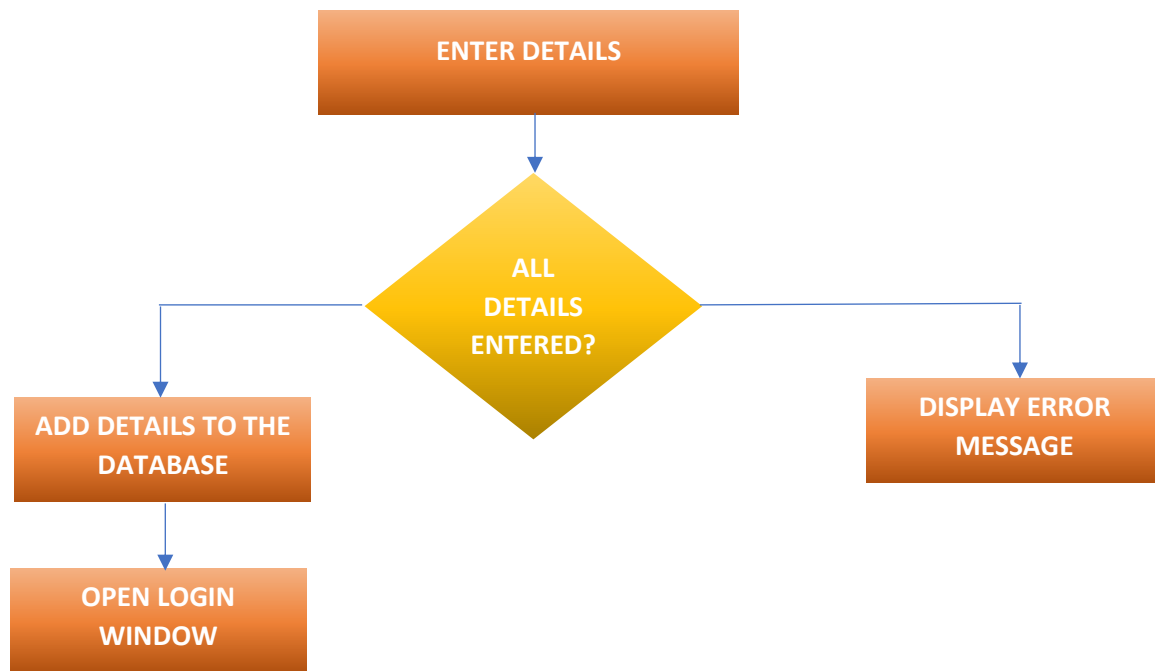 ENTER DETAILS
ALL
DETAILS
ENTERED?
ADD DETAILS TO THE
DATABASE
DISPLAY ERROR
MESSAGE
OPEN LOGIN
WINDOW